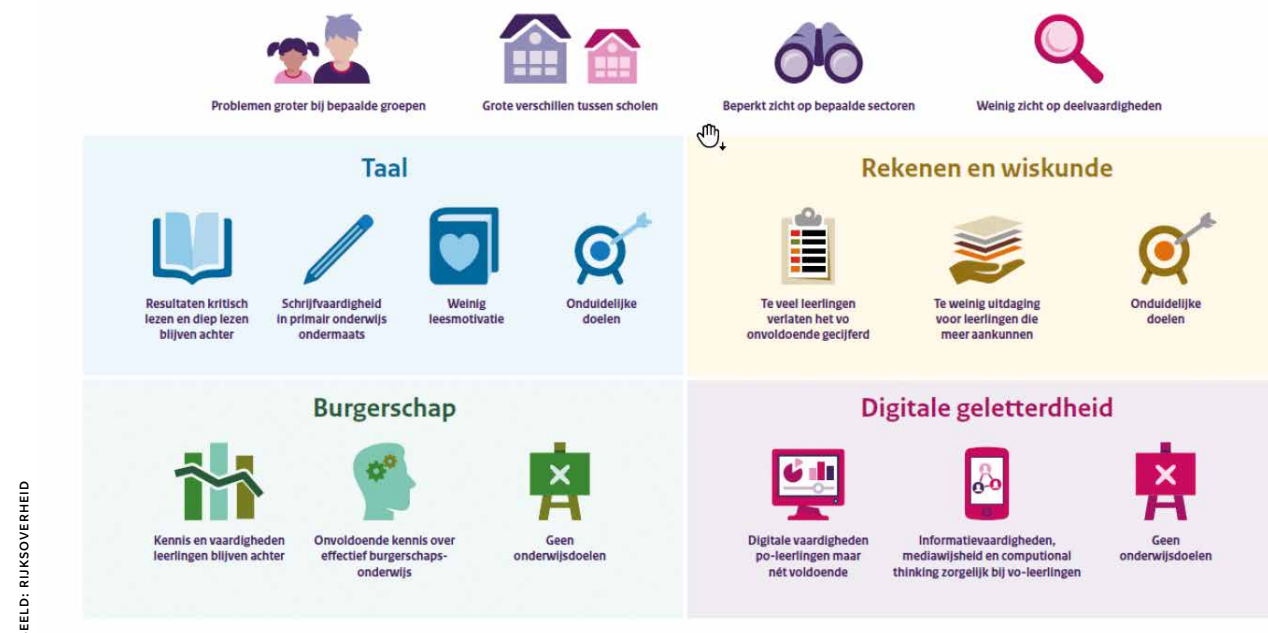 Problemen groter bij bepaalde groepen
Grote verschillen tussen scholen
Beperkt zicht op bepaalde sectoren
Weinig zicht op deelvaardigheden
Taal
Resultaten kritisch
lezen en diep lezen
blijven achter
Schrijfvaardigheid
in primair onderwijs
ondermaats
Weinig
leesmotivatie
Onduidelijke
doelen
Rekenen en wiskunde
Te veel leerlingen
verlaten het vo
onvoldoende gecijferd
Te weinig uitdaging
voor leerlingen die
meer aankunnen
Onduidelijke
doelen
Burgerschap
Kennis en vaardigheden
leerlingen blijven achter
Onvoldoende kennis over
effectief burgerschaps-
onderwijs
Geen
onderwijsdoelen
Digitale geletterdheid
Digitale vaardigheden
po-leerlingen maar
nét voldoende
Informatievaardigheden,
mediawijsheid en computional
thinking zorgelijk bij vo-leerlingen
Geen
onderwijsdoelen
EELD: RIJKSOVERHEID